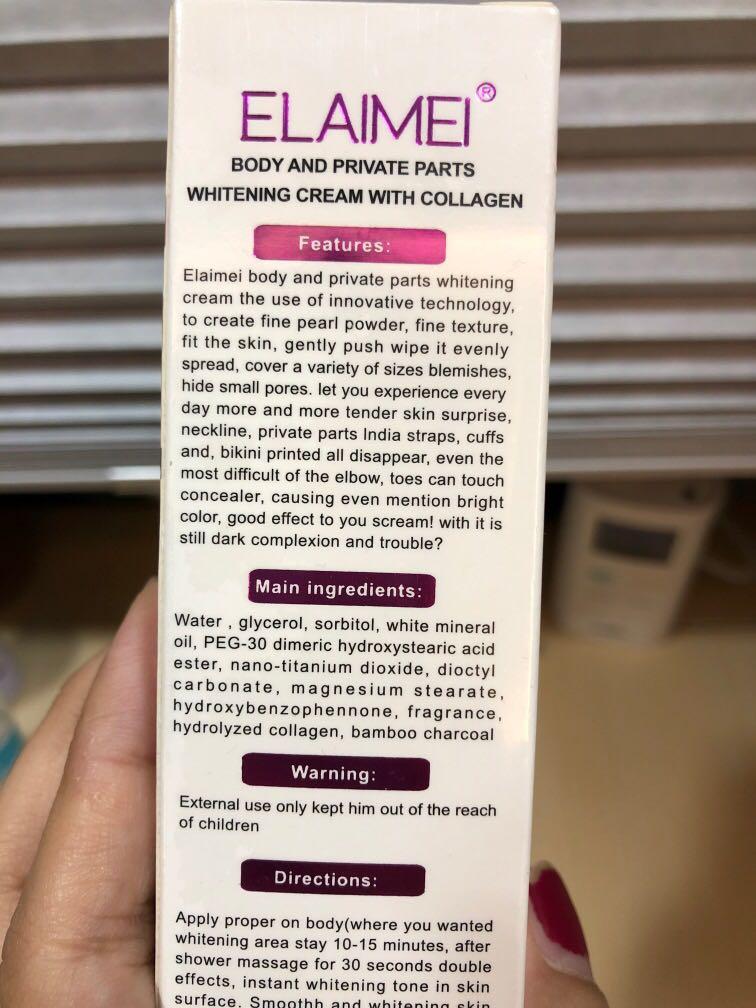 ELAIMEI®
BODY AND PRIVATE PARTS
WHITENING CREAM WITH COLLAGEN
Features:
Elaimei body and private parts whitening
cream the use of innovative technology,
to create fine pearl powder, fine texture,
fit the skin, gently push wipe it evenly
spread, cover a variety of sizes blemishes,
hide small pores. let you experience every
day more and more tender skin surprise,
neckline, private parts India straps, cuffs
and, bikini printed all disappear, even the
most difficult of the elbow, toes can touch
concealer, causing even mention bright
color, good effect to you scream! with it is
still dark complexion and trouble?
Main ingredients:
Water , glycerol, sorbitol, white mineral
oil, PEG-30 dimeric hydroxystearic acid
ester, nano-titanium dioxide, dioctyl
carbonate, magnesium stearate,
hydroxybenzophennone, fragrance,
hydrolyzed collagen, bamboo charcoal
Warning:
External use only kept him out of the reach
of children
Directions:
Apply proper on body(where you wanted
whitening area stay 10-15 minutes, after
shower massage for 30 seconds double
effects, instant whitening tone in skin
surface. Smoothh and whitening skin